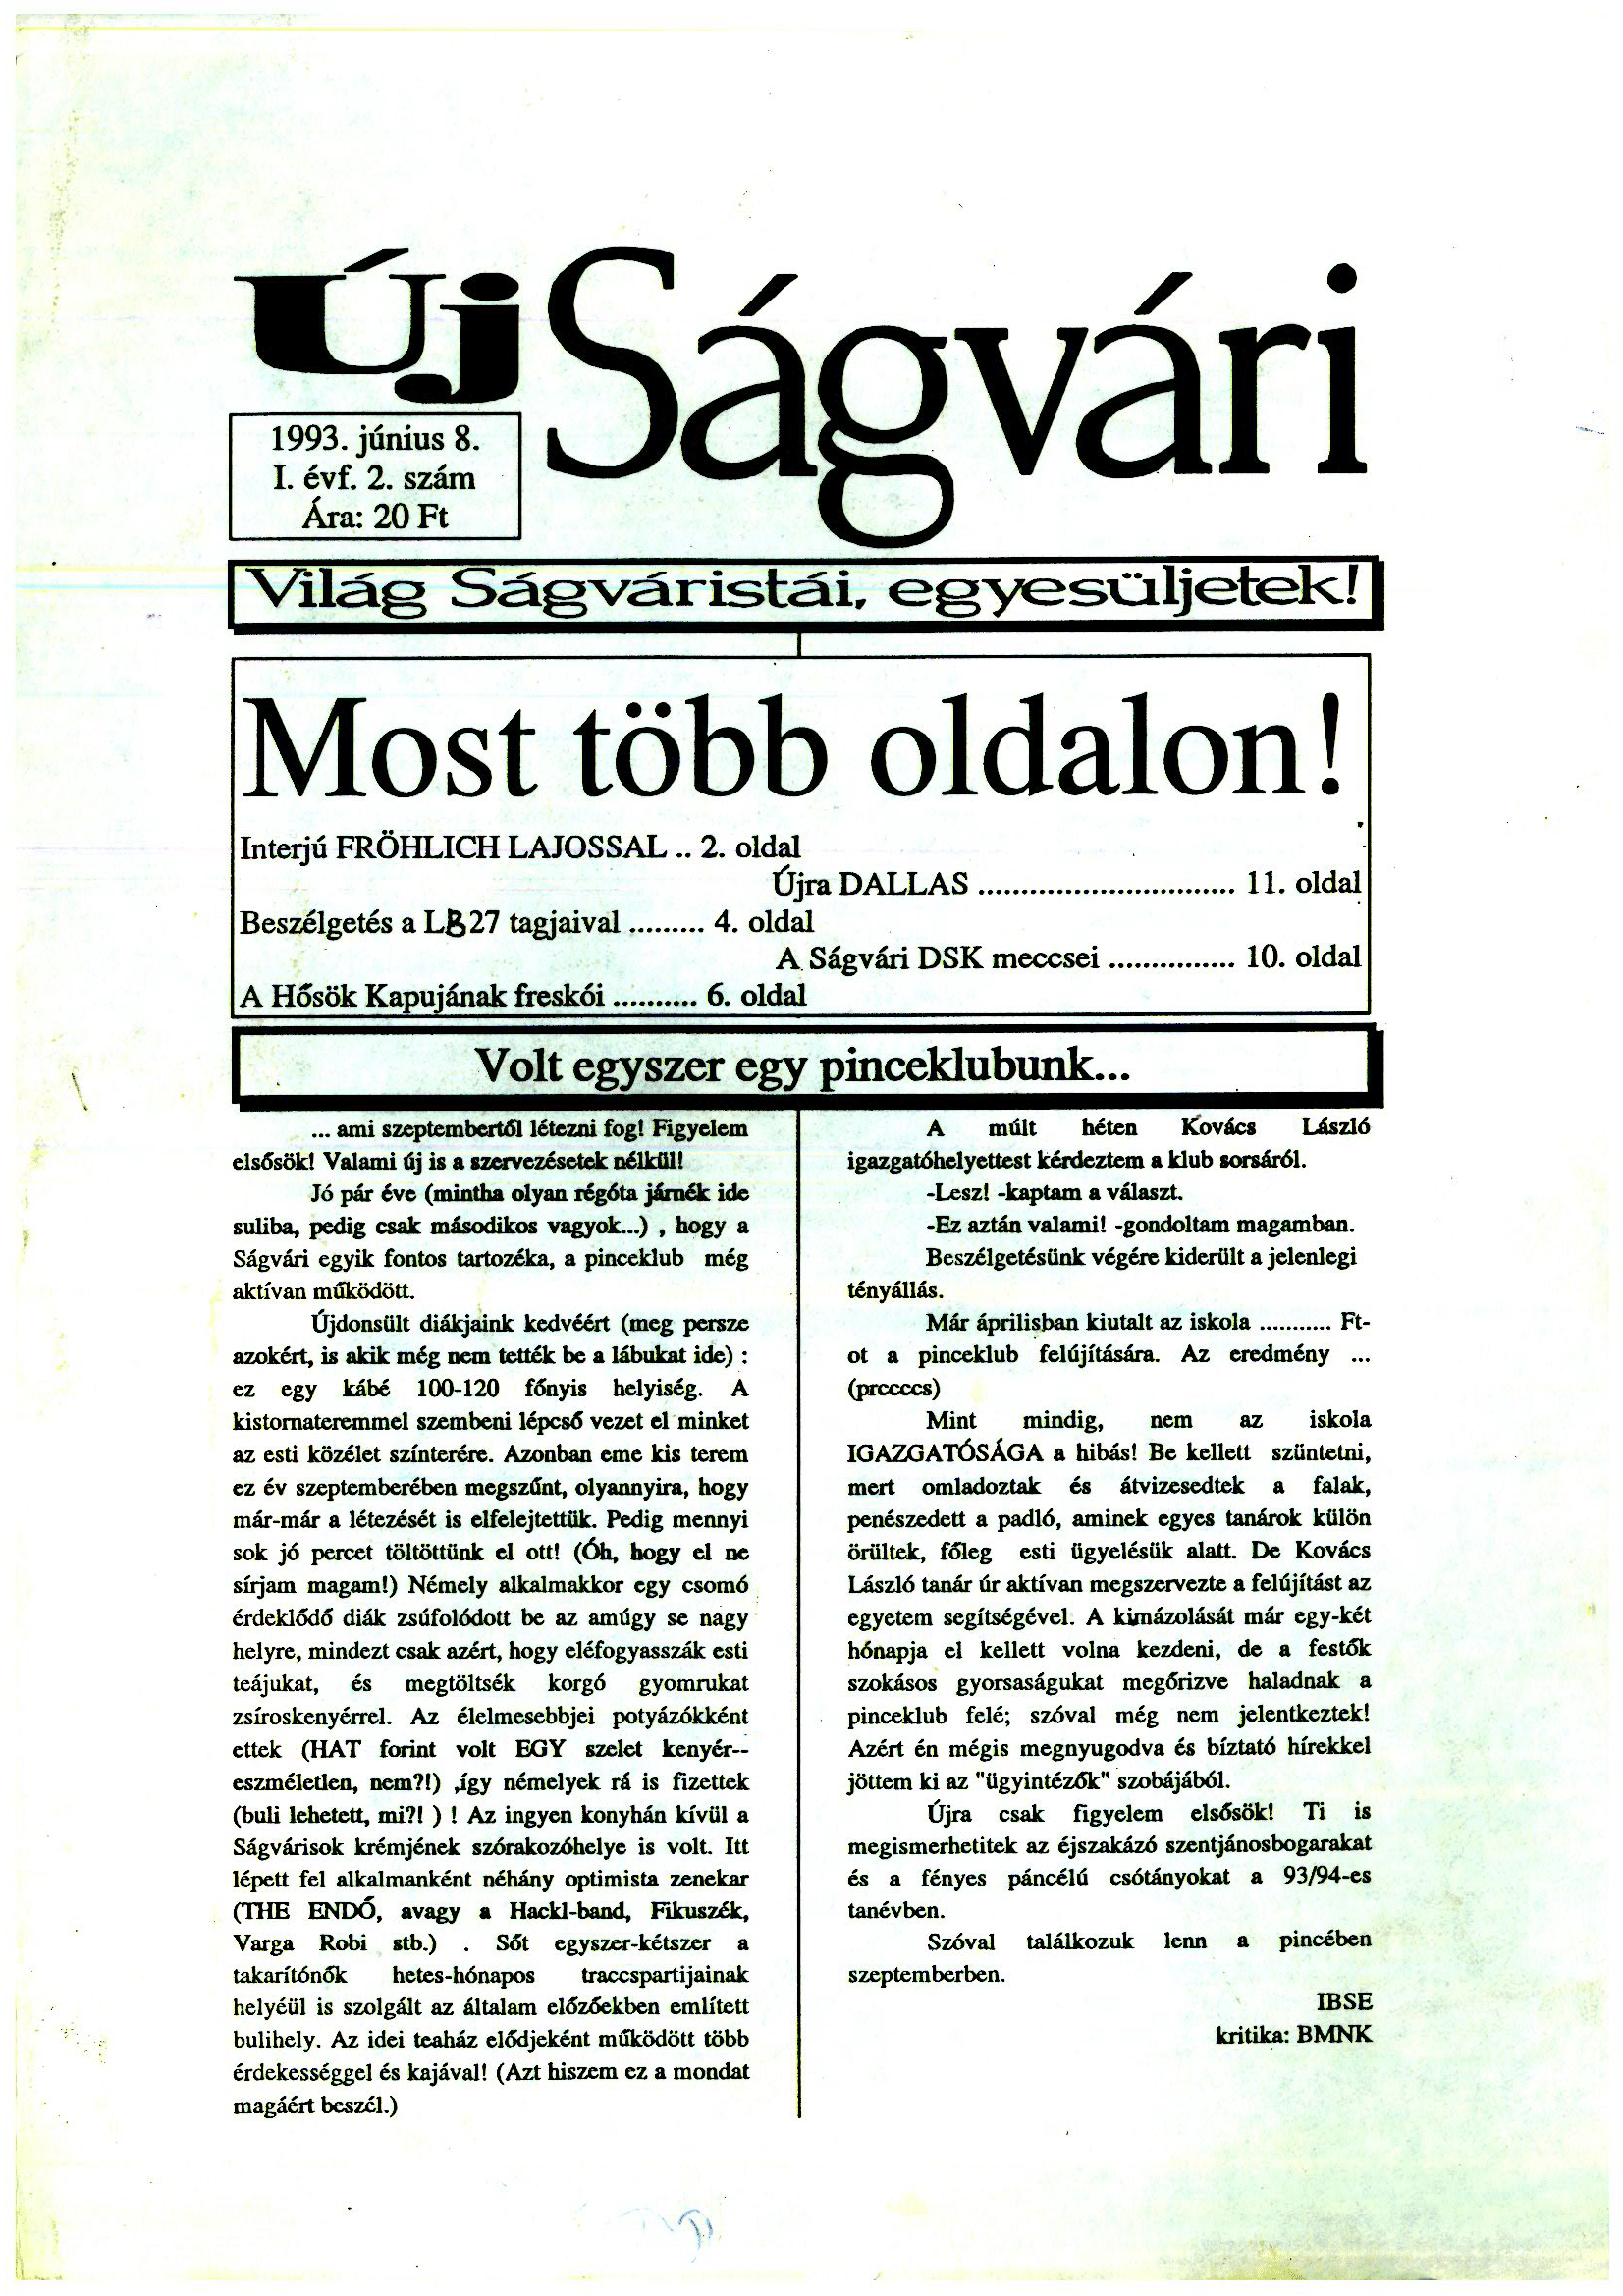 Új Ságvári
1993. június 8.
I. évf. 2. szám
Ára: 20 Ft
Világ Ságváristái, egyesüljetek!
Most több oldalon!
Interjú FRÖHLICH LAJOSSAL .. 2. oldal
Újra DALLAS .............................. 11. oldal
Beszélgetés a LB27 tagjaival ......... 4. oldal
A Ságvári DSK meccsei ............... 10. oldal
A Hősök Kapujának freskói .......... 6. oldal
Volt egyszer egy pinceklubunk...
... ami szeptembertől létezni fog! Figyelem
elsősök! Valami új is a szervezésetek nélkül!
Jó pár éve (mintha olyan régóta járnék ide
suliba, pedig csak másodikos vagyok...) , hogy a
Ságvári egyik fontos tartozéka, a pinceklub még
aktívan működött.
Újdonsült diákjaink kedvéért (meg persze
azokért, is akik még nem tették be a lábukat ide) :
ez egy kábé 100-120 főnyis helyiség. A
kistornateremmel szembeni lépcső vezet el minket
az esti közélet színterére. Azonban eme kis terem
ez év szeptemberében megszűnt, olyannyira, hogy
már-már a létezését is elfelejtettük. Pedig mennyi
sok jó percet töltöttünk el ott! (Óh, hogy el ne
sírjam magam!) Némely alkalmakkor egy csomó
érdeklődő diák zsúfolódott be az amúgy se nagy
helyre, mindezt csak azért, hogy eléfogyasszák esti
teájukat, és megtöltsék korgó gyomrukat
zsíroskenyérrel. Az élelmesebbjei potyázókként
ettek (HAT forint volt EGY szelet kenyér--
eszméletlen, nem?!) ,így némelyek rá is fizettek
(buli lehetett, mi?! ) ! Az ingyen konyhán kívül a
Ságvárisok krémjének szórakozóhelye is volt. Itt
lépett fel alkalmanként néhány optimista zenekar
(THE ENDŐ, avagy a Hackl-band, Fikuszék,
Varga Robi stb.) . Sőt egyszer-kétszer a
takarítónők hetes-hónapos traccspartijainak
helyéül is szolgált az általam előzőekben említett
bulihely. Az idei teaház elődjeként működött több
érdekességgel és kajával! (Azt hiszem ez a mondat
magáért beszél.)
A múlt héten Kovács László
igazgatóhelyettest kérdeztem a klub sorsáról.
-Lesz! -kaptam a választ.
-Ez aztán valami! -gondoltam magamban.
Beszélgetésünk végére kiderült a jelenlegi
tényállás.
Már áprilisban kiutalt az iskola ........... Ft-
ot a pinceklub felújítására. Az eredmény ...
(prccccs)
Mint mindig, nem az iskola
IGAZGATÓSÁGA a hibás! Be kellett szüntetni,
mert omladoztak és átvizesedtek a falak,
penészedett a padló, aminek egyes tanárok külön
örültek, főleg esti ügyelésük alatt. De Kovács
László tanár úr aktívan megszervezte a felújítást az
egyetem segítségével. A kimázolását már egy-két
hónapja el kellett volna kezdeni, de a festők
szokásos gyorsaságukat megőrizve haladnak a
pinceklub felé; szóval még nem jelentkeztek!
Azért én mégis megnyugodva és bíztató hírekkel
jöttem ki az "ügyintézők" szobájából.
Újra csak figyelem elsősök! Ti is
megismerhetitek az éjszakázó szentjánosbogarakat
és a fényes páncélú csótányokat a 93/94-es
tanévben.
Szóval találkozuk lenn a pincében
szeptemberben.
IBSE
kritika: BMNK